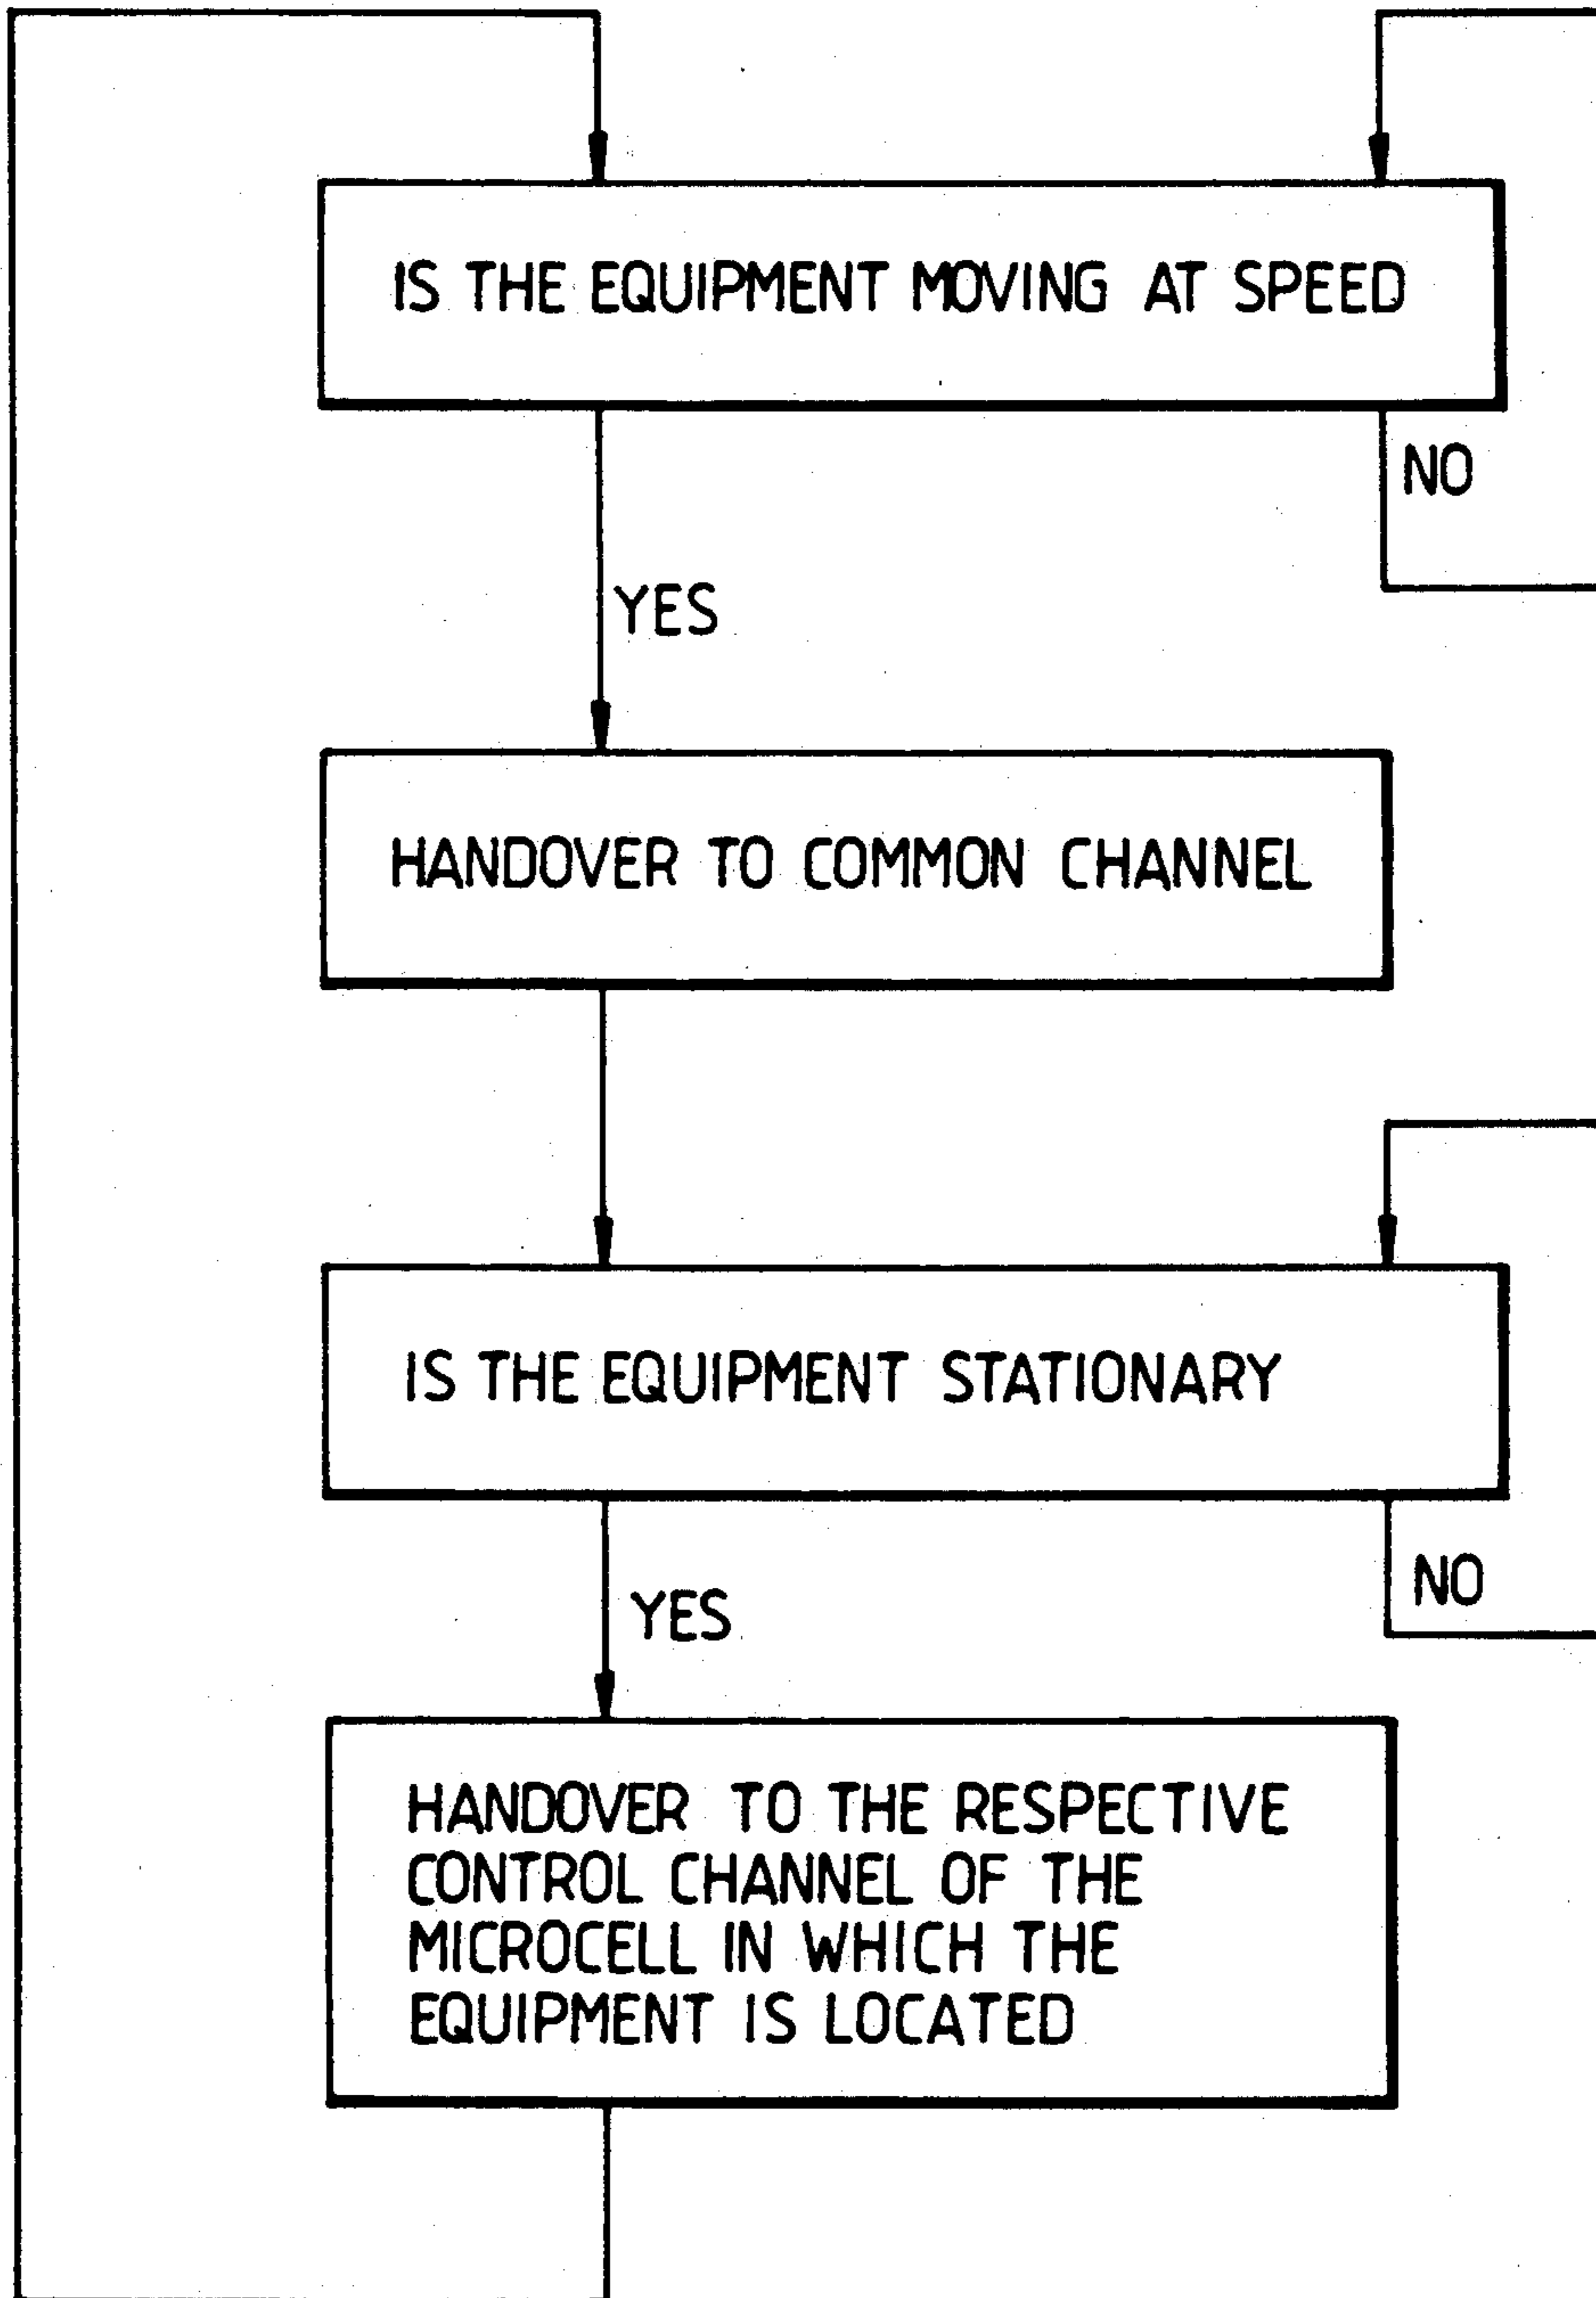 IS THE EQUIPMENT MOVING AT SPEED
NO
YES
HANDOVER TO COMMON CHANNEL
IS THE EQUIPMENT STATIONARY
NO
YES
HANDOVER TO THE RESPECTIVE
CONTROL CHANNEL OF THE
MICROCELL IN WHICH THE
EQUIPMENT IS LOCATED